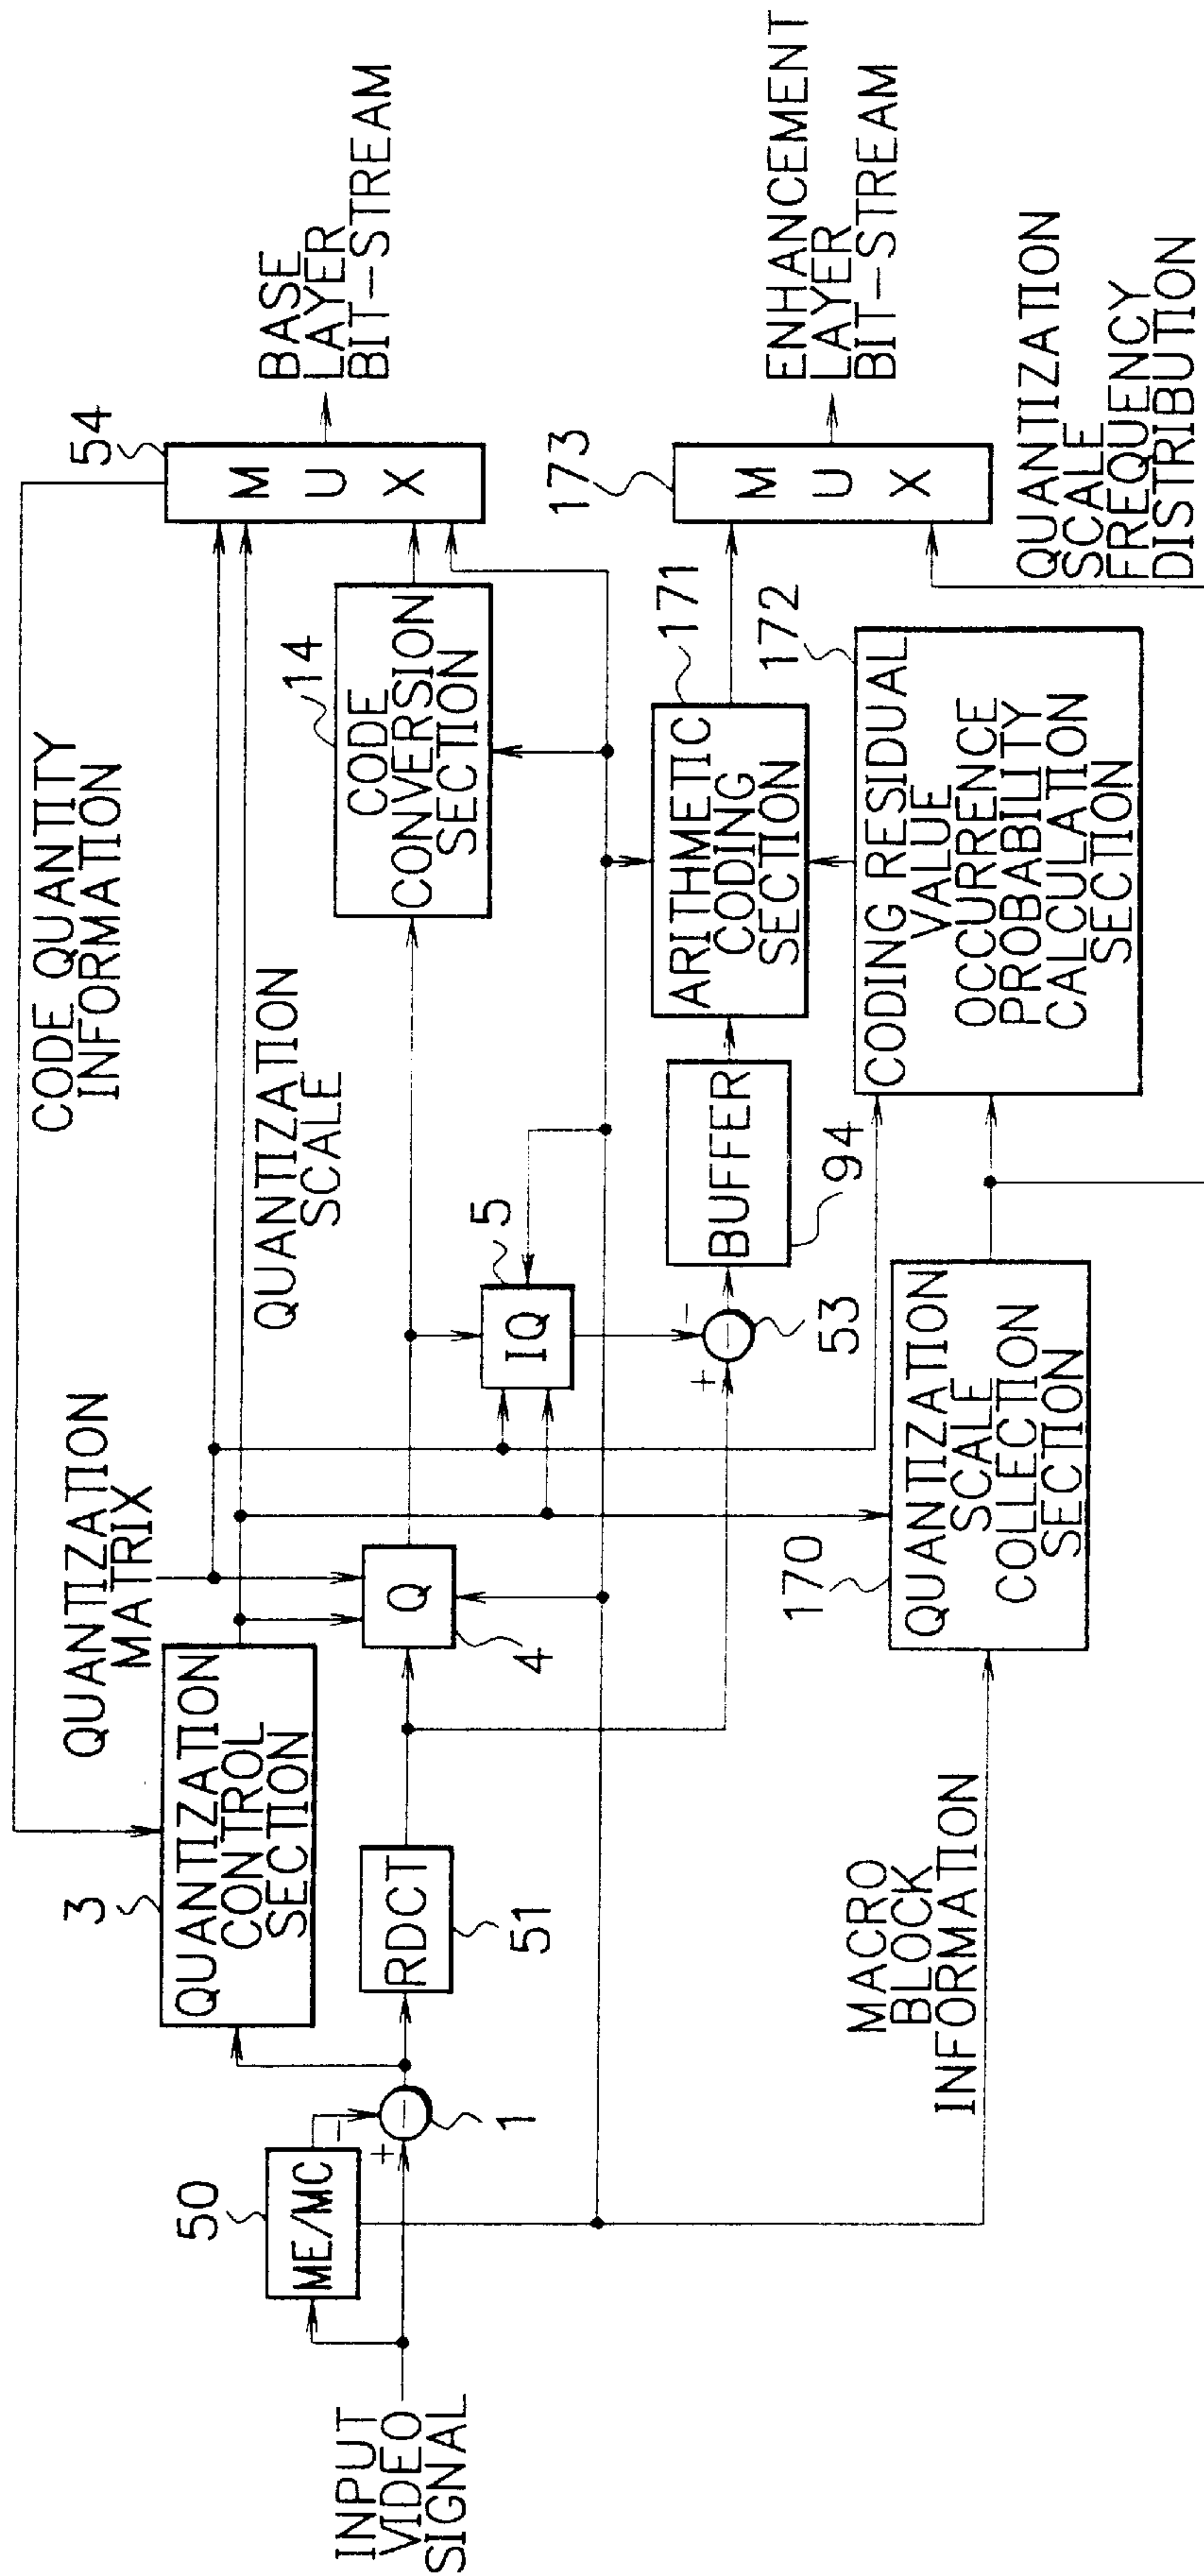 CODE QUANTITY
INFORMATION
3
QUANTIZATION
CONTROL
SECTION
QUANTIZATION
MATRIX
QUANTIZATION
SCALE
54
MUX
BASE
LAYER
BIT-STREAM
50
ME/MC
INPUT
VIDEO
SIGNAL
+
-
1
RDCT
51
Q
4
5
IQ
14
CODE
CONVERSION
SECTION
+
-
53
BUFFER
94
ARITHMETIC
CODING
SECTION
171
173
MUX
ENHANCEMENT
LAYER
BIT-STREAM
MACRO
BLOCK
INFORMATION
170
QUANTIZATION
SCALE
COLLECTION
SECTION
172
CODING RESIDUAL
VALUE
OCCURRENCE
PROBABILITY
CALCULATION
SECTION
QUANTIZATION
SCALE
FREQUENCY
DISTRIBUTION